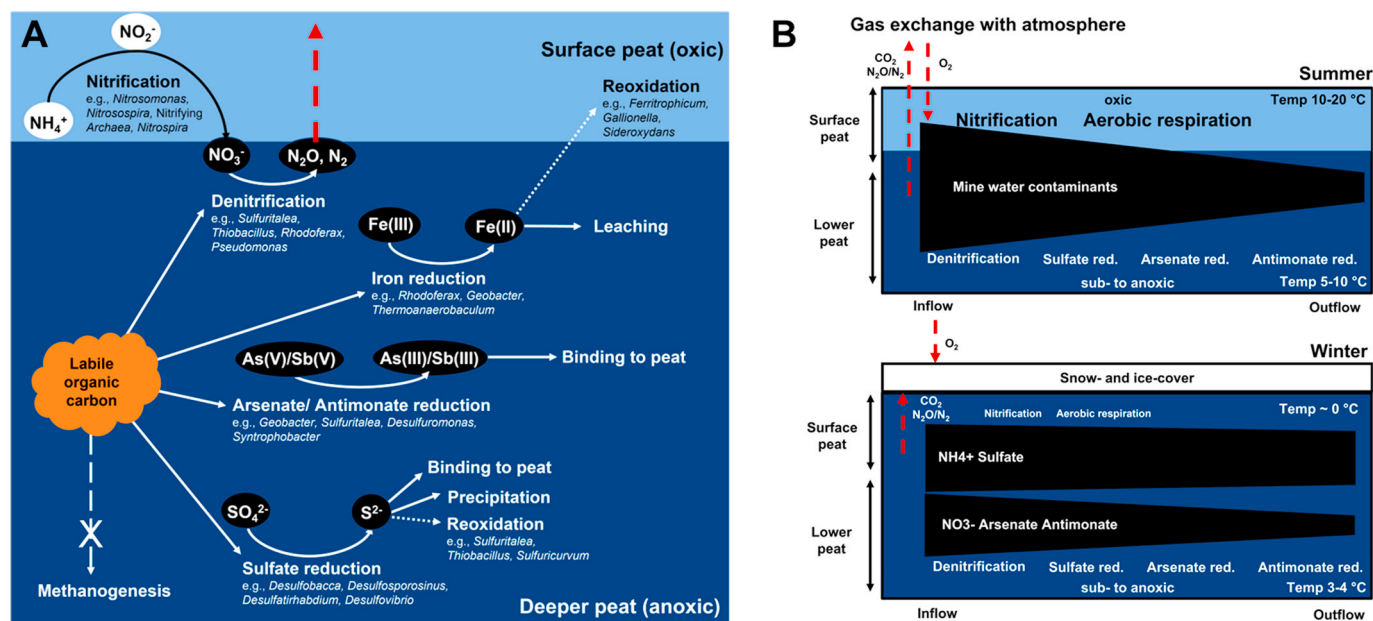 A
NO₂⁻
Surface peat (oxic)
Nitrification
e.g., Nitrosomonas,
Nitrosospira, Nitrifying
Archaea, Nitrospira
NH₄⁺
Reoxidation
e.g., Ferritrophicum,
Gallionella,
Sideroxydans
NO₃⁻
N₂O, N₂
Denitrification
e.g., Sulfuritalea,
Thiobacillus, Rhodoferax,
Pseudomonas
Fe(III)
Fe(II)
Leaching
Iron reduction
e.g., Rhodoferax, Geobacter,
Thermoanaerobaculum
Labile
organic
carbon
As(V)/Sb(V)
As(III)/Sb(III)
Binding to peat
Arsenate/ Antimonate reduction
e.g., Geobacter, Sulfuritalea, Desulfuromonas,
Syntrophobacter
Binding to peat
Precipitation
SO₄²⁻
S²⁻
Reoxidation
e.g., Sulfuritalea,
Thiobacillus, Sulfuricurvum
X
Methanogenesis
Sulfate reduction
e.g., Desulfobacca, Desulfosporosinus,
Desulfatirhabdium, Desulfovibrio
Deeper peat (anoxic)
B
Gas exchange with atmosphere
CO₂
N₂O/N₂
O₂
Summer
Surface
peat
oxic
Temp 10-20 °C
Nitrification
Aerobic respiration
Mine water contaminants
Lower
peat
Denitrification
Sulfate red.
Arsenate red.
Antimonate red.
sub- to anoxic
Temp 5-10 °C
Inflow
Outflow
O₂
Winter
Snow- and ice-cover
CO₂
N₂O/N₂
Nitrification
Aerobic respiration
Temp ~ 0 °C
Surface
peat
NH4+ Sulfate
Lower
peat
NO3- Arsenate Antimonate
Denitrification
Sulfate red.
Arsenate red.
Antimonate red.
sub- to anoxic
Temp 3-4 °C
Inflow
Outflow